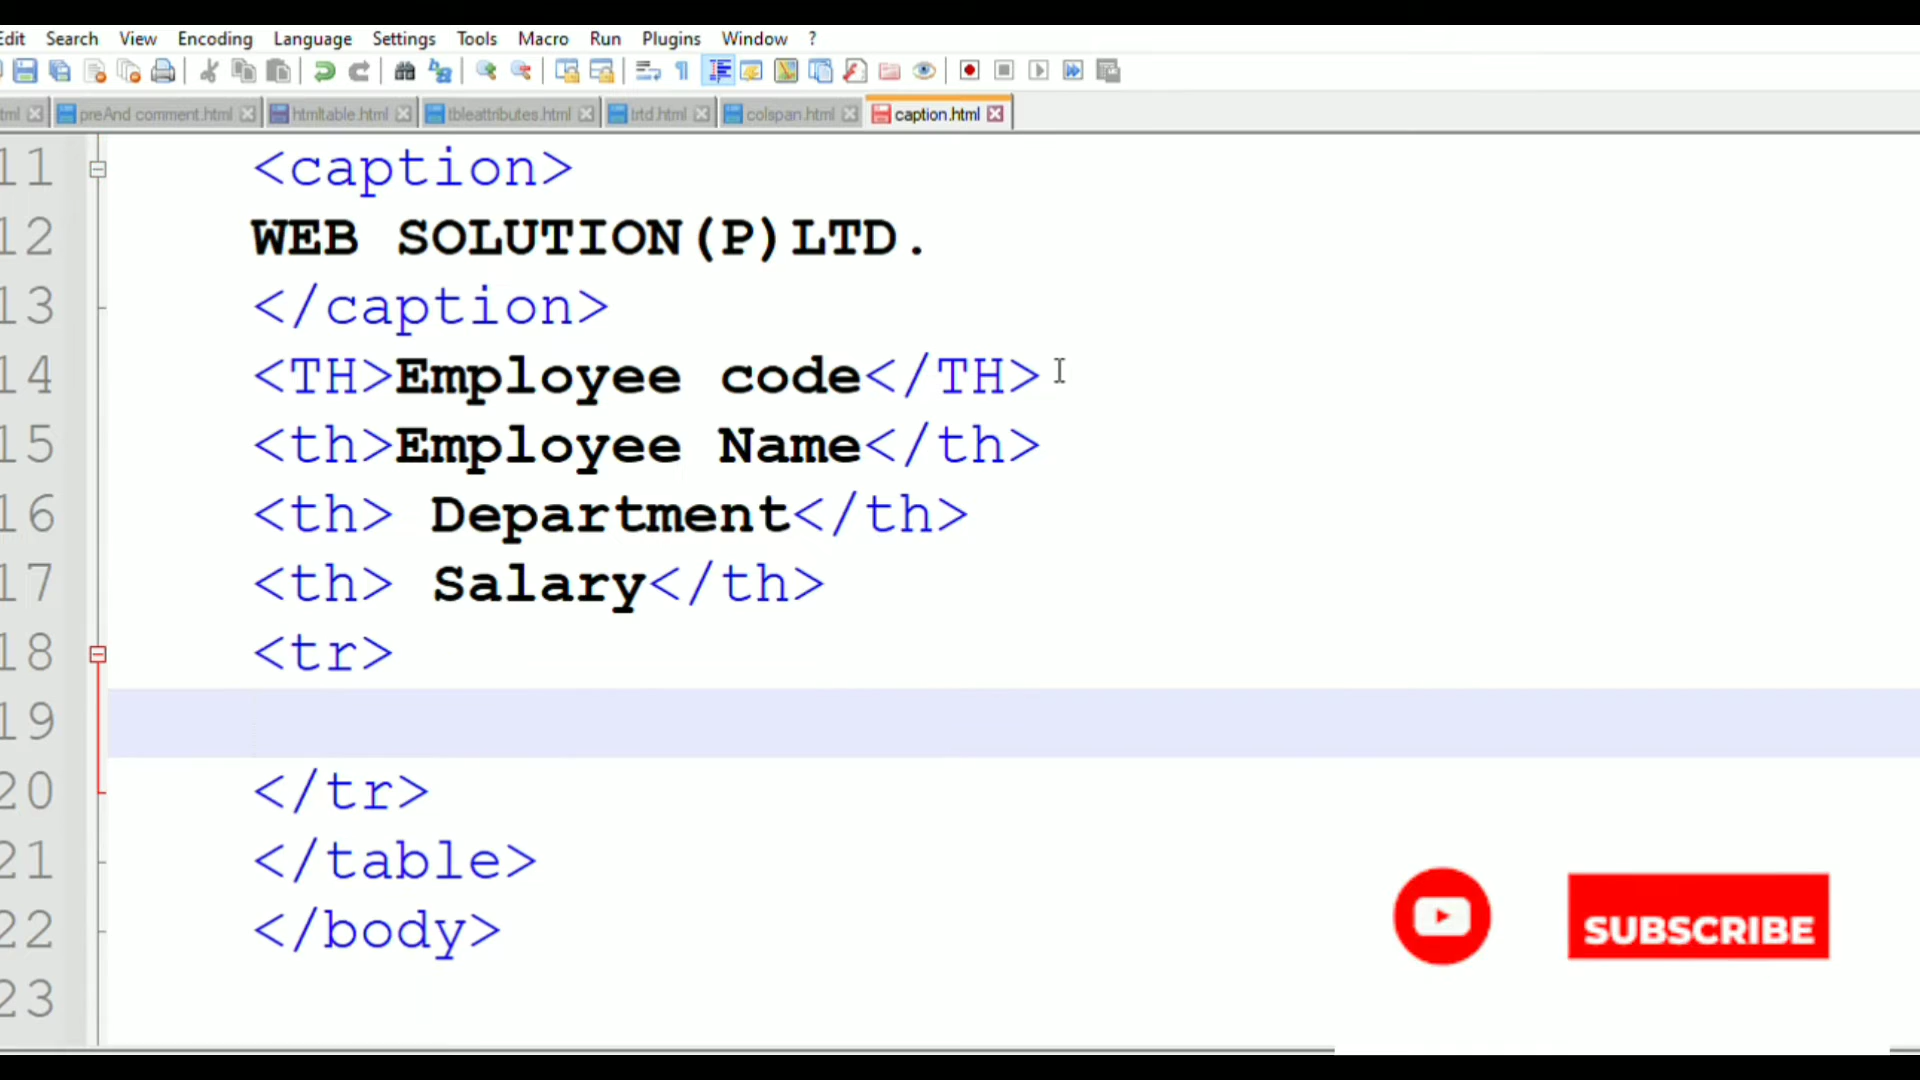 Edit Search View Encoding Language Settings Tools Macro Run Plugins Window ?
tml preAnd comment.html htmltable.html tbleattributes.html trtd.html colspan.html caption.html
11 <caption>
12 WEB SOLUTION(P)LTD.
13 </caption>
14 <TH>Employee code</TH>
15 <th>Employee Name</th>
16 <th> Department</th>
17 <th> Salary</th>
18 <tr>
19
20 </tr>
21 </table>
22 </body>
23
SUBSCRIBE